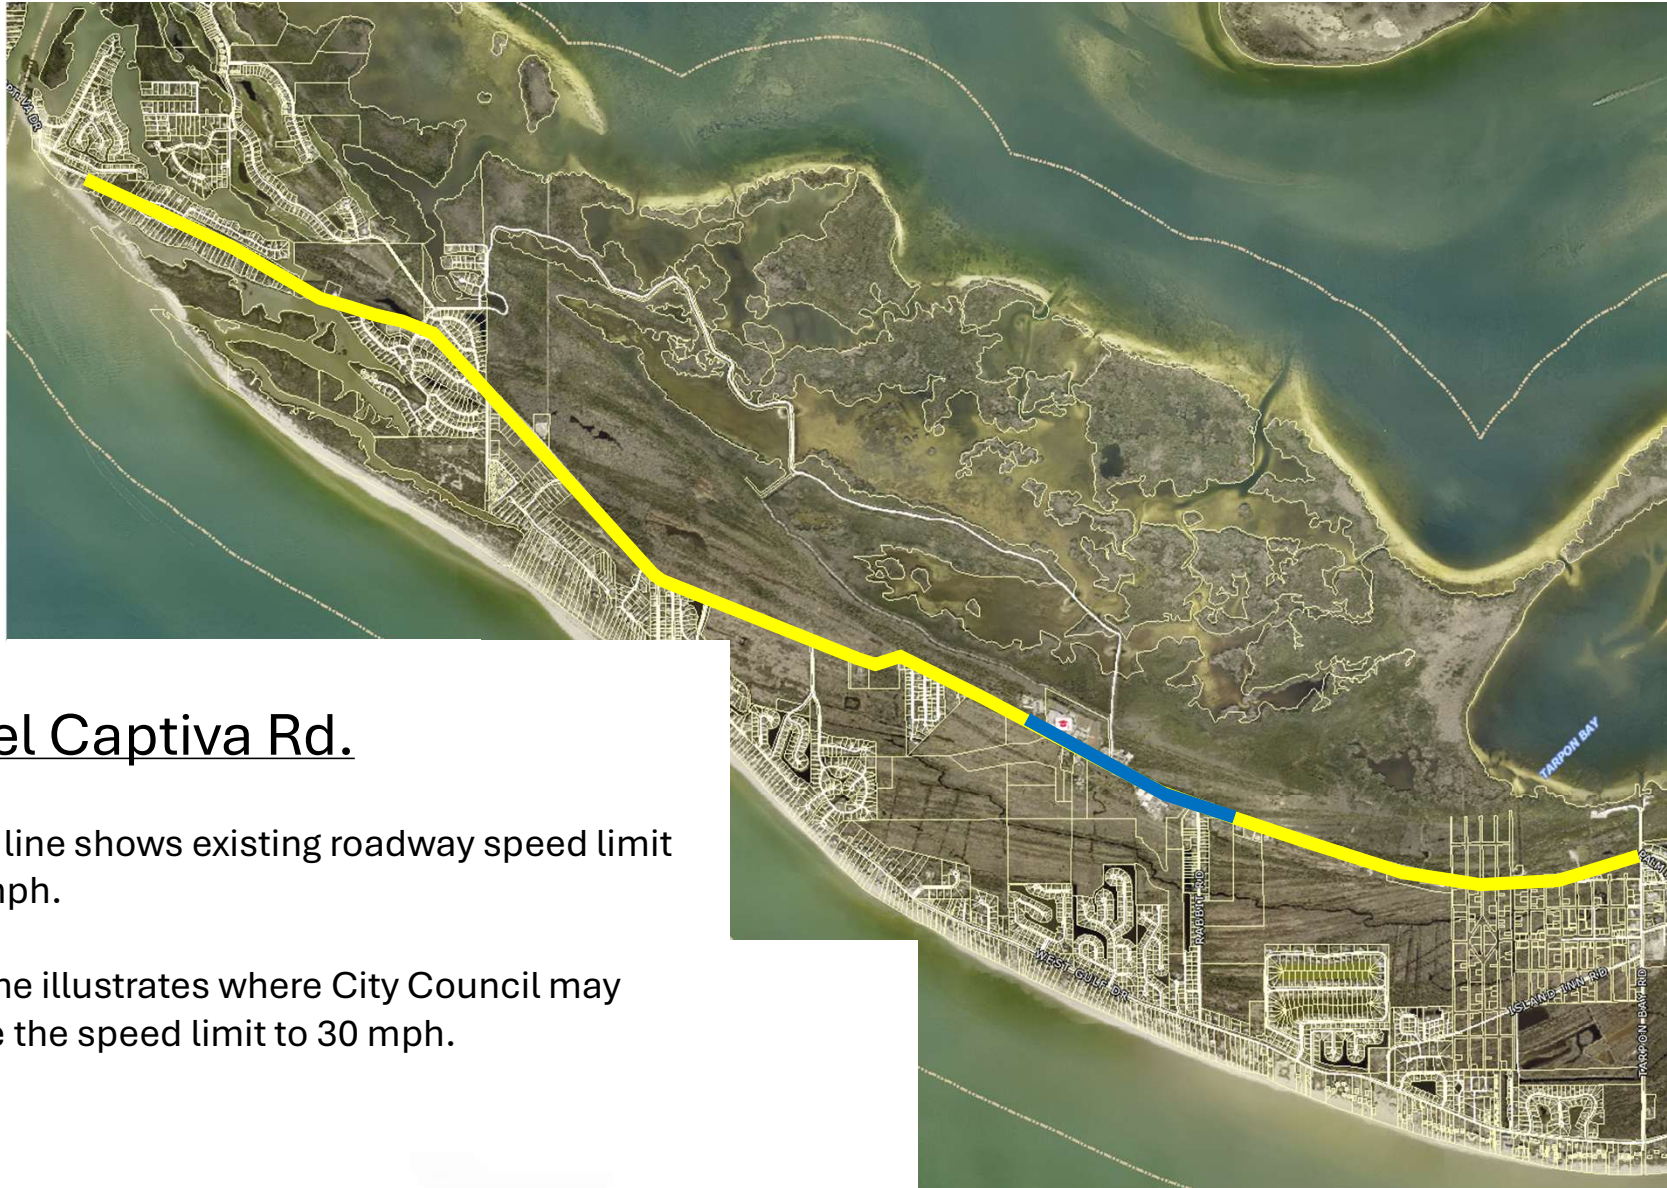 TARPON BAY
RABBIT RD
WEST GULF DR
ISLAND INN RD
TARPON BAY RD
el Captiva Rd.
line shows existing roadway speed limit
mph.
ne illustrates where City Council may
e the speed limit to 30 mph.